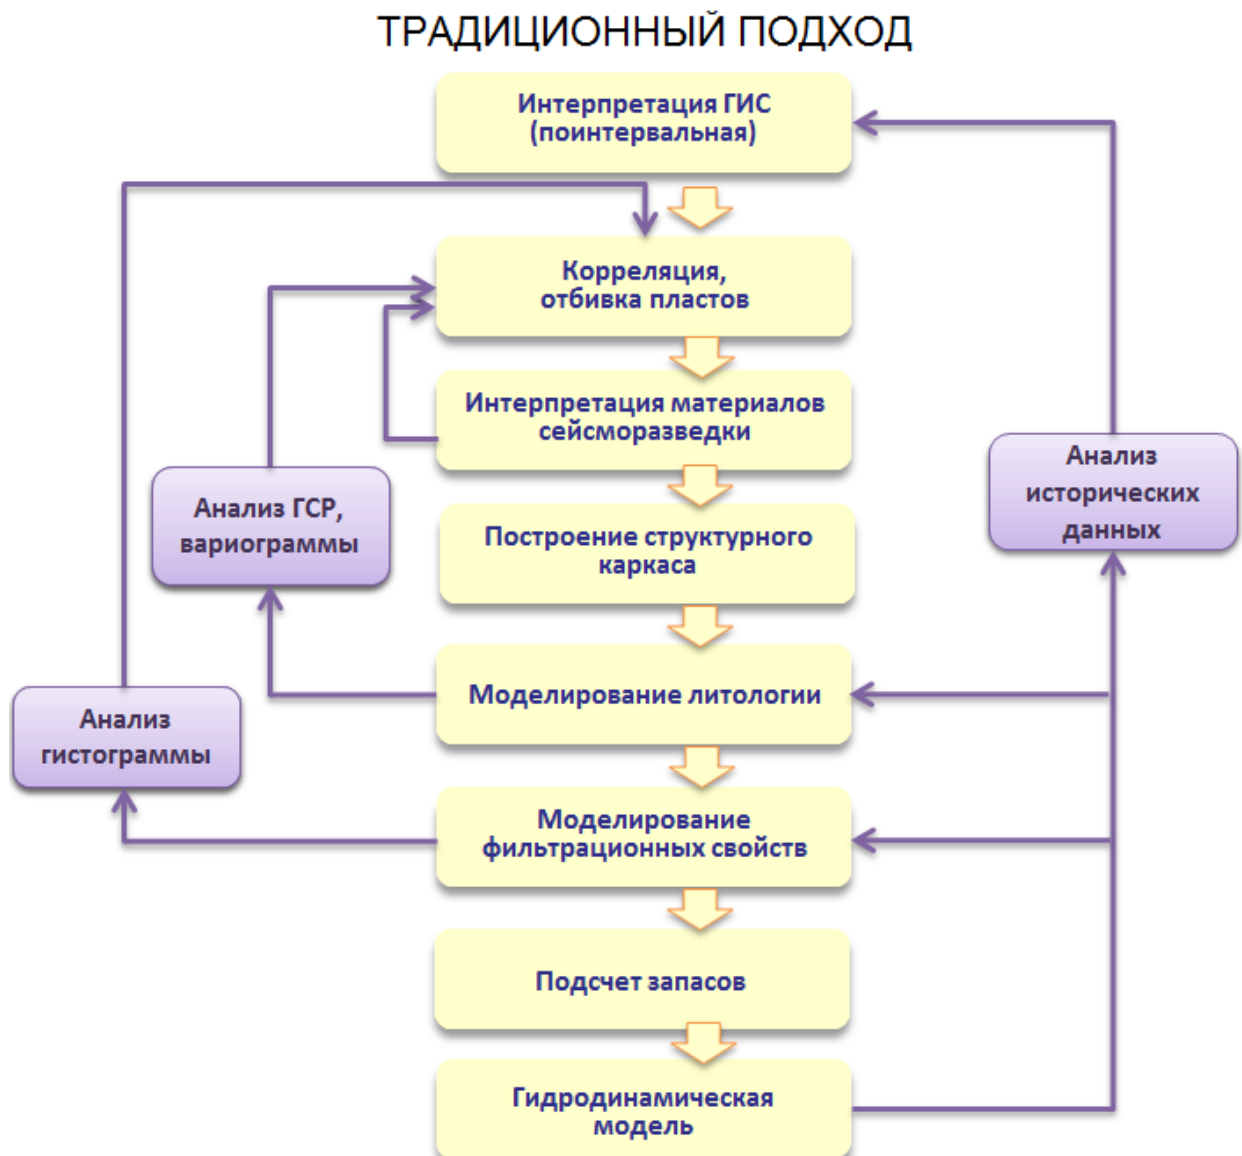 ТРАДИЦИОННЫЙ ПОДХОД
Интерпретация ГИС
(поинтервальная)
Корреляция,
отбивка пластов
Интерпретация материалов
сейсморазведки
Анализ
исторических
данных
Анализ ГСР,
вариограммы
Построение структурного
каркаса
Моделирование литологии
Анализ
гистограммы
Моделирование
фильтрационных свойств
Подсчет запасов
Гидродинамическая
модель